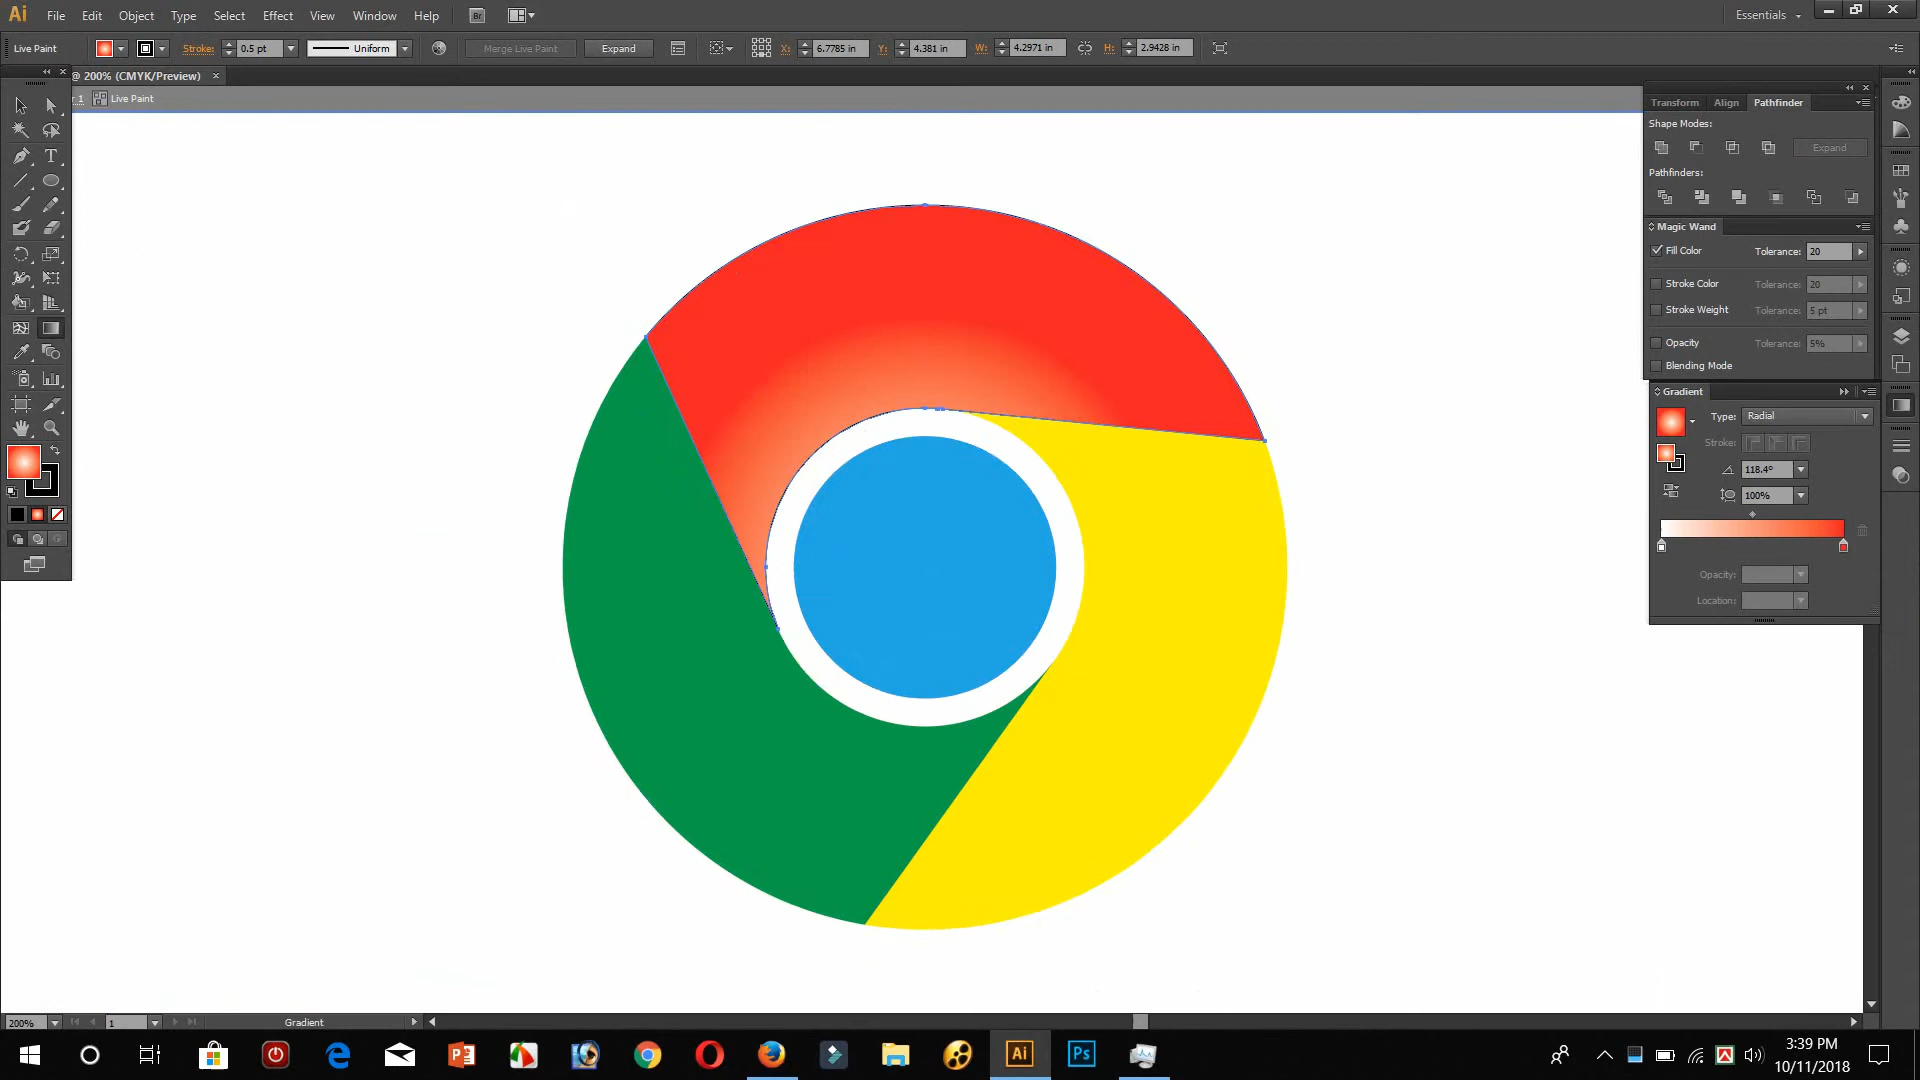 Ai File Edit Object Type Select Effect View Window Help Br Essentials
Live Paint Stroke: 0.5 pt Uniform Merge Live Paint Expand X: 6.7785 in Y: 4.381 in W: 4.2971 in H: 2.9428 in
@ 200% (CMYK/Preview)
r 1 Live Paint
Transform Align Pathfinder
Shape Modes:
Expand
Pathfinders:
Magic Wand
Fill Color Tolerance: 20
Stroke Color Tolerance: 20
Stroke Weight Tolerance: 5 pt
Opacity Tolerance: 5%
Blending Mode
Gradient
Type: Radial
Stroke:
118.4°
100%
Opacity:
Location:
200% 1 Gradient
Ai Ps
3:39 PM
10/11/2018